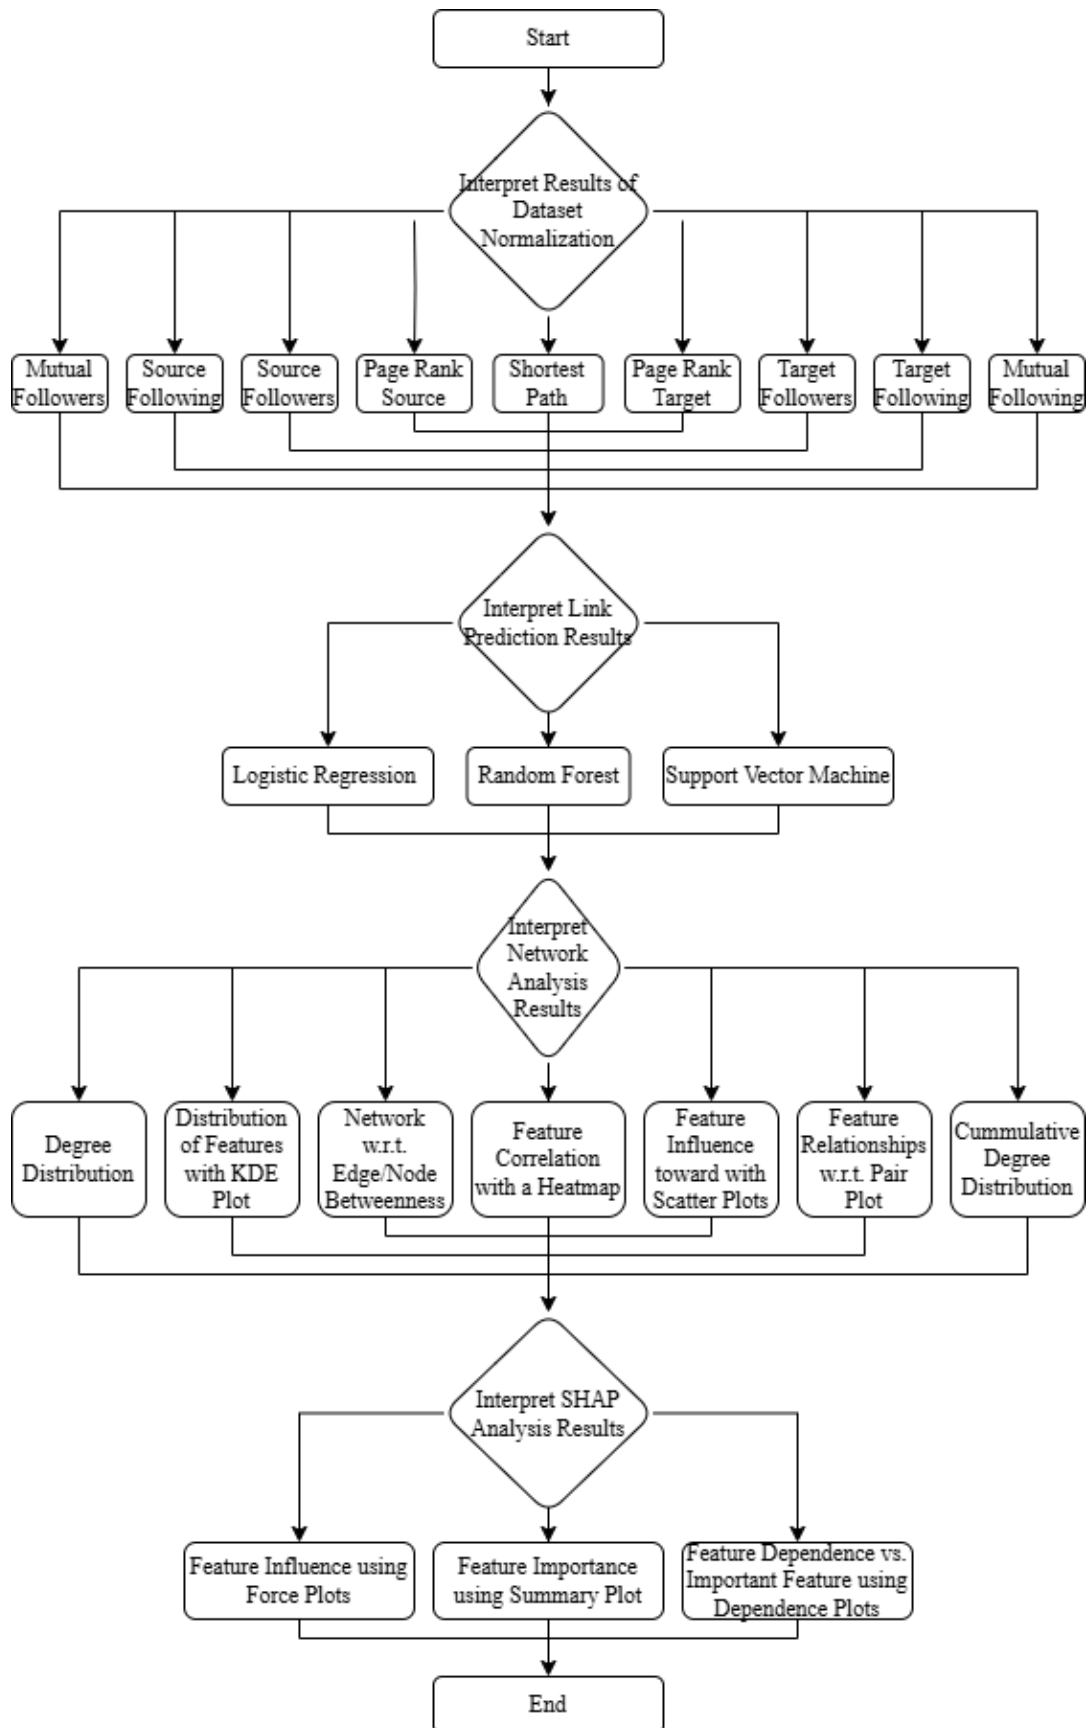 Start
Interpret Results of
Dataset
Normalization
Mutual
Followers
Source
Following
Source
Followers
Page Rank
Source
Shortest
Path
Page Rank
Target
Target
Followers
Target
Following
Mutual
Following
Interpret Link
Prediction Results
Logistic Regression
Random Forest
Support Vector Machine
Interpret
Network
Analysis
Results
Degree
Distribution
Distribution
of Features
with KDE
Plot
Network
w.r.t.
Edge/Node
Betweenness
Feature
Correlation
with a Heatmap
Feature
Influence
toward with
Scatter Plots
Feature
Relationships
w.r.t. Pair
Plot
Cummulative
Degree
Distribution
Interpret SHAP
Analysis Results
Feature Influence using
Force Plots
Feature Importance
using Summary Plot
Feature Dependence vs.
Important Feature using
Dependence Plots
End